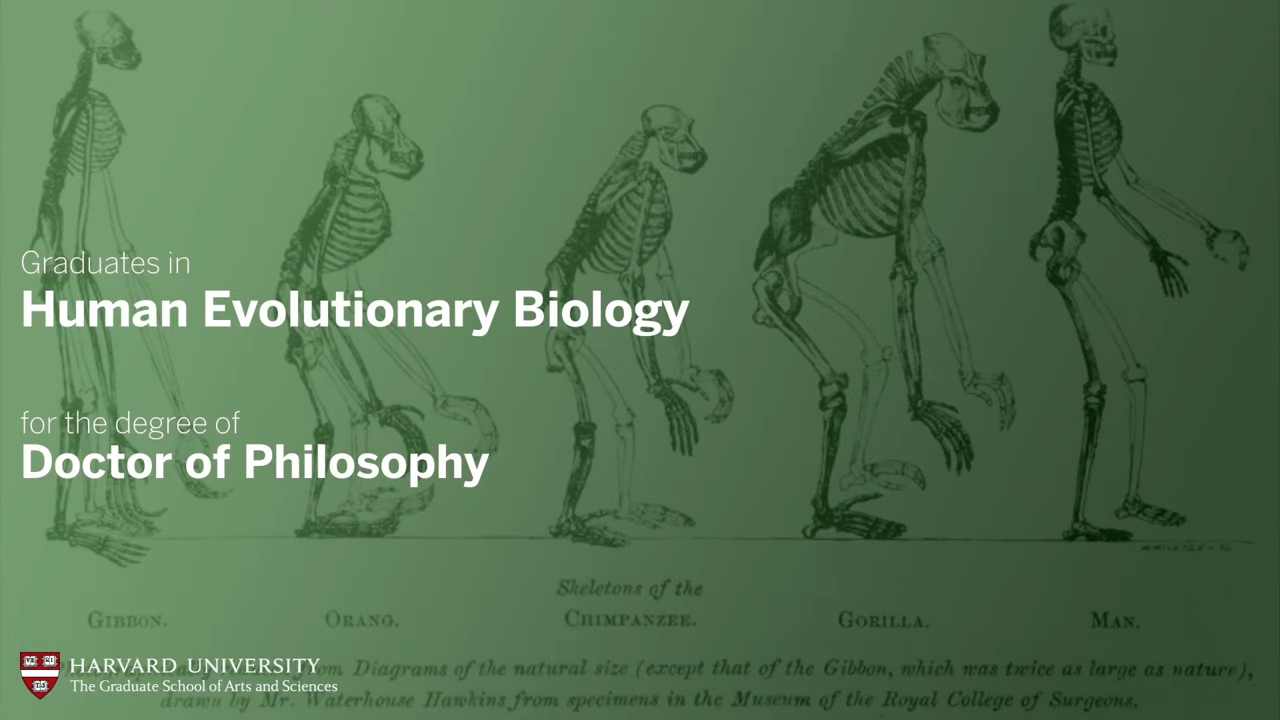 Graduates in
Human Evolutionary Biology
for the degree of
Doctor of Philosophy
Skeletons of the
GIBBON. ORANG. CHIMPANZEE. GORILLA. MAN.
HARVARD UNIVERSITY
The Graduate School of Arts and Sciences
Diagrams of the natural size (except that of the Gibbon, which was twice as large as nature),
drawn by Mr. Waterhouse Hawkins from specimens in the Museum of the Royal College of Surgeons.